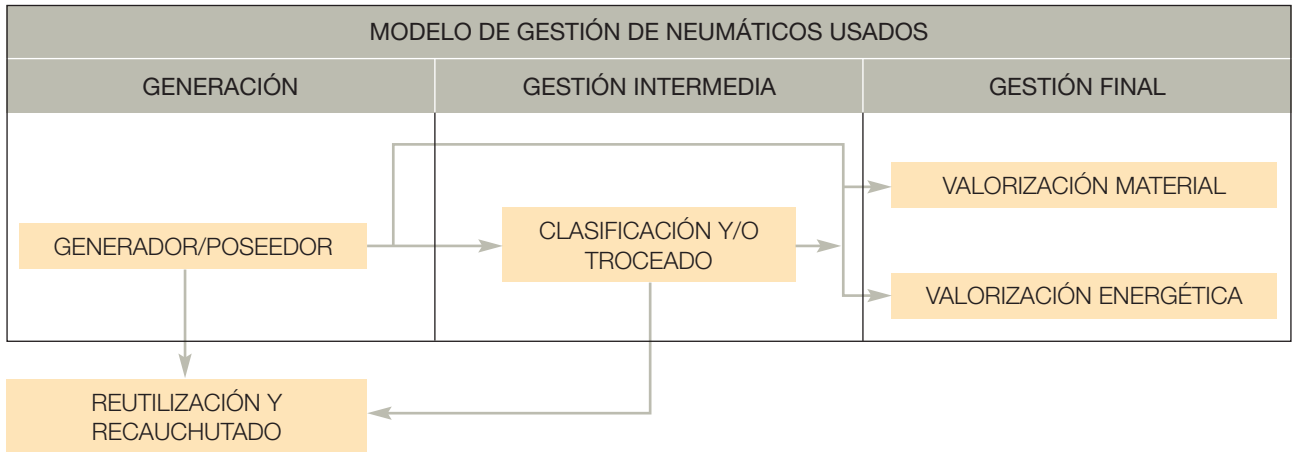 MODELO DE GESTIÓN DE NEUMÁTICOS USADOS
GENERACIÓN
GESTIÓN INTERMEDIA
GESTIÓN FINAL
VALORIZACIÓN MATERIAL
GENERADOR/POSEEDOR
CLASIFICACIÓN Y/O
TROCEADO
VALORIZACIÓN ENERGÉTICA
REUTILIZACIÓN Y
RECAUCHUTADO